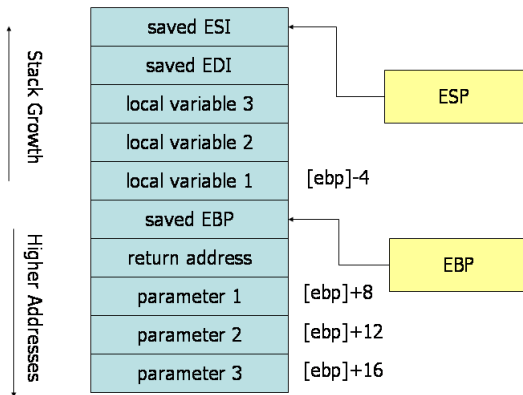 saved ESI
saved EDI
local variable 3
local variable 2
local variable 1
saved EBP
return address
parameter 1
parameter 2
parameter 3
[ebp]-4
[ebp]+8
[ebp]+12
[ebp]+16
ESP
EBP
Stack Growth
Higher Addresses